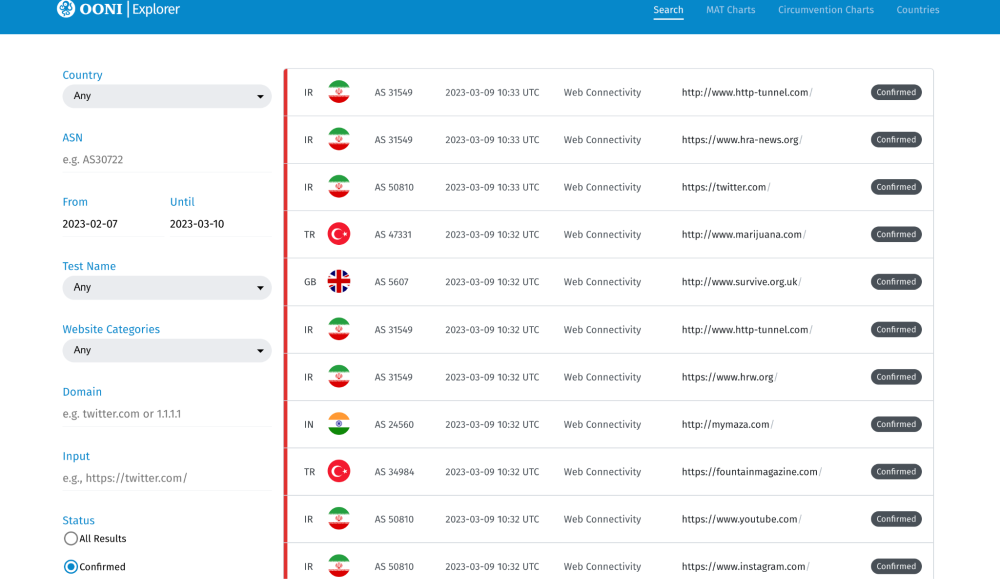 OONI Explorer
Search MAT Charts Circumvention Charts Countries
Country
Any
ASN
e.g. AS30722
From Until
2023-02-07 2023-03-10
Test Name
Any
Website Categories
Any
Domain
e.g. twitter.com or 1.1.1.1
Input
e.g., https://twitter.com/
Status
All Results
Confirmed
IR AS 31549 2023-03-09 10:33 UTC Web Connectivity http://www.http-tunnel.com/ Confirmed
IR AS 31549 2023-03-09 10:33 UTC Web Connectivity https://www.hra-news.org/ Confirmed
IR AS 50810 2023-03-09 10:33 UTC Web Connectivity https://twitter.com/ Confirmed
TR AS 47331 2023-03-09 10:32 UTC Web Connectivity http://www.marijuana.com/ Confirmed
GB AS 5607 2023-03-09 10:32 UTC Web Connectivity http://www.survive.org.uk/ Confirmed
IR AS 31549 2023-03-09 10:32 UTC Web Connectivity http://www.http-tunnel.com/ Confirmed
IR AS 31549 2023-03-09 10:32 UTC Web Connectivity https://www.hrw.org/ Confirmed
IN AS 24560 2023-03-09 10:32 UTC Web Connectivity http://mymaza.com/ Confirmed
TR AS 34984 2023-03-09 10:32 UTC Web Connectivity https://fountainmagazine.com/ Confirmed
IR AS 50810 2023-03-09 10:32 UTC Web Connectivity https://www.youtube.com/ Confirmed
IR AS 50810 2023-03-09 10:32 UTC Web Connectivity https://www.instagram.com/ Confirmed